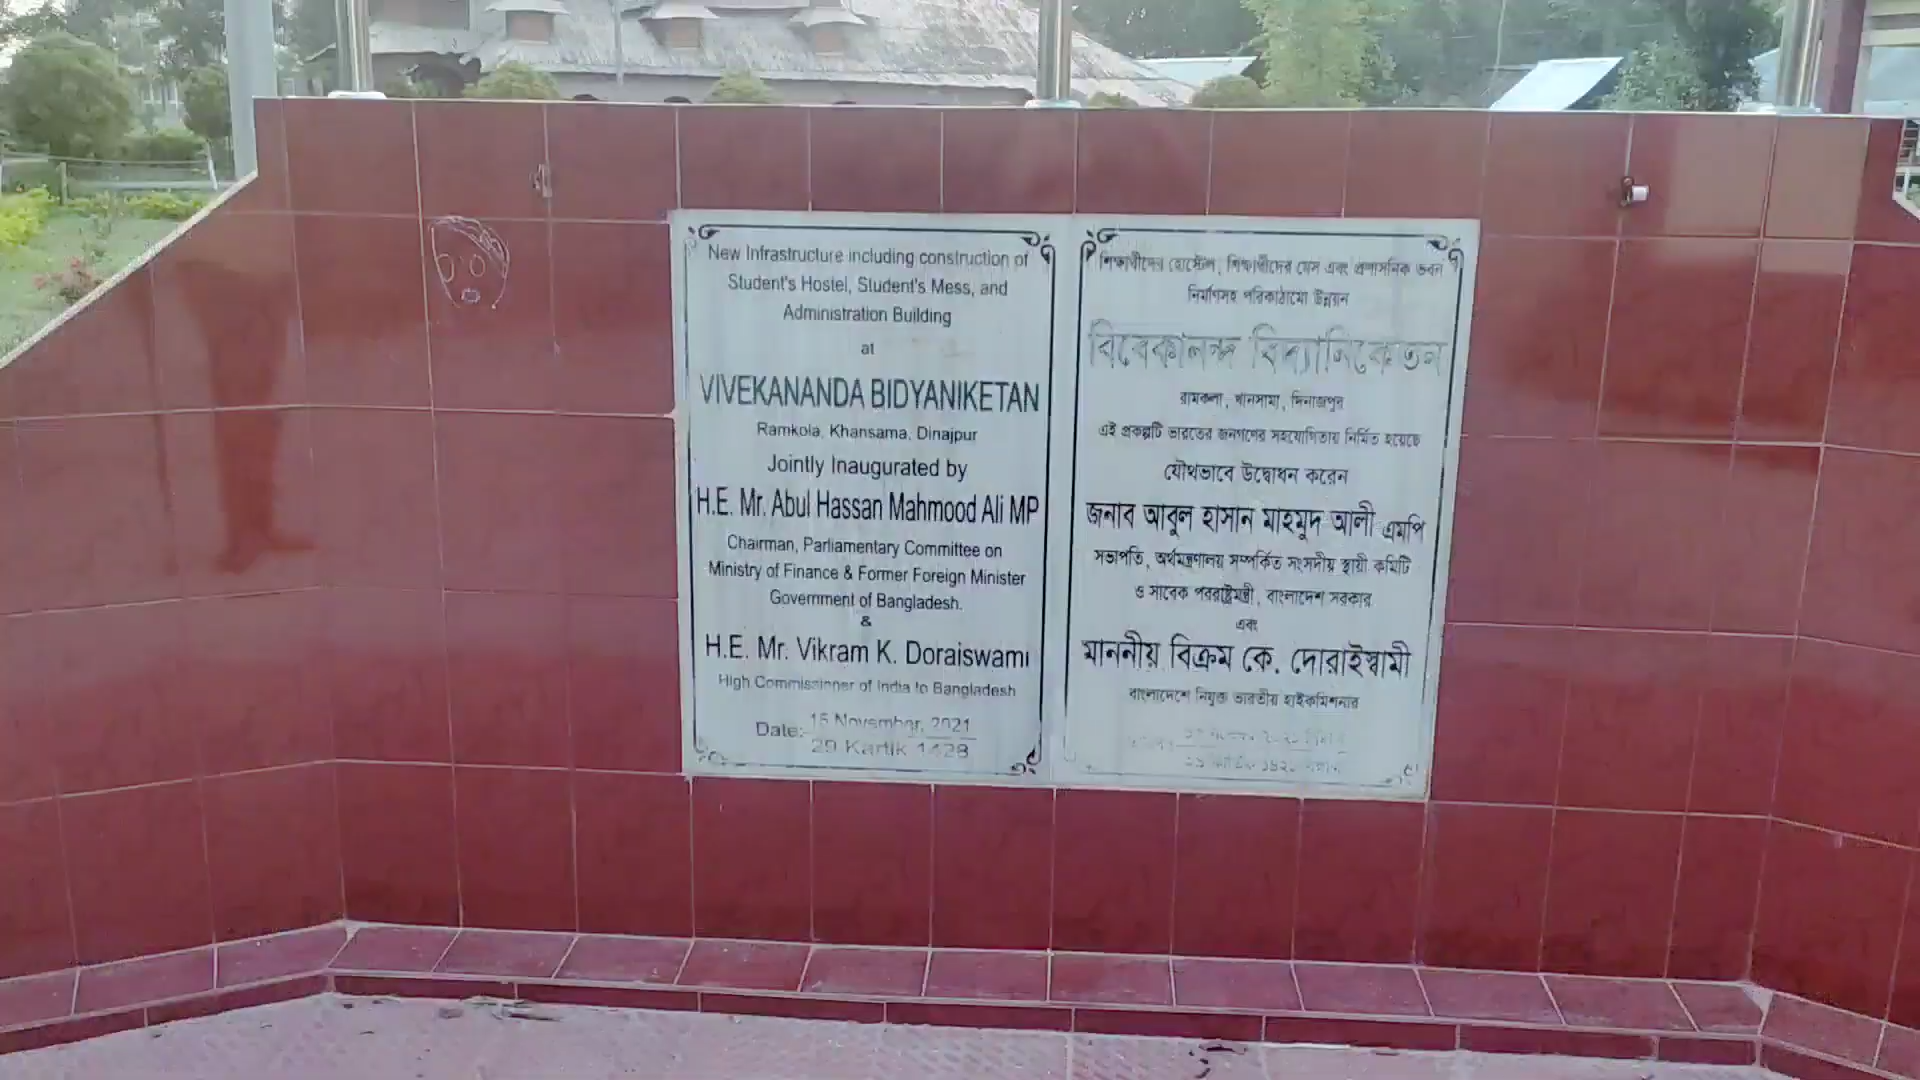 New Infrastructure including construction of
Student's Hostel, Student's Mess, and
Administration Building
at
VIVEKANANDA BIDYANIKETAN
Ramkola, Khansama, Dinajpur
Jointly Inaugurated by
H.E. Mr. Abul Hassan Mahmood Ali MP
Chairman, Parliamentary Committee on
Ministry of Finance & Former Foreign Minister
Government of Bangladesh.
&
H.E. Mr. Vikram K. Doraiswami
High Commissioner of India to Bangladesh
Date:- 15 November, 2021
29 Kartik 1428
শিক্ষার্থীদের হোস্টেল, শিক্ষার্থীদের মেস এবং প্রশাসনিক ভবন
নির্মাণসহ পরিকাঠামো উন্নয়ন
বিবেকানন্দ বিদ্যানিকেতন
রামকলা, খানসামা, দিনাজপুর
এই প্রকল্পটি ভারতের জনগণের সহযোগিতায় নির্মিত হয়েছে
যৌথভাবে উদ্বোধন করেন
জনাব আবুল হাসান মাহমুদ আলী এমপি
সভাপতি, অর্থমন্ত্রণালয় সম্পর্কিত সংসদীয় স্থায়ী কমিটি
ও সাবেক পররাষ্ট্রমন্ত্রী, বাংলাদেশ সরকার
এবং
মাননীয় বিক্রম কে. দোরাইস্বামী
বাংলাদেশে নিযুক্ত ভারতীয় হাইকমিশনার